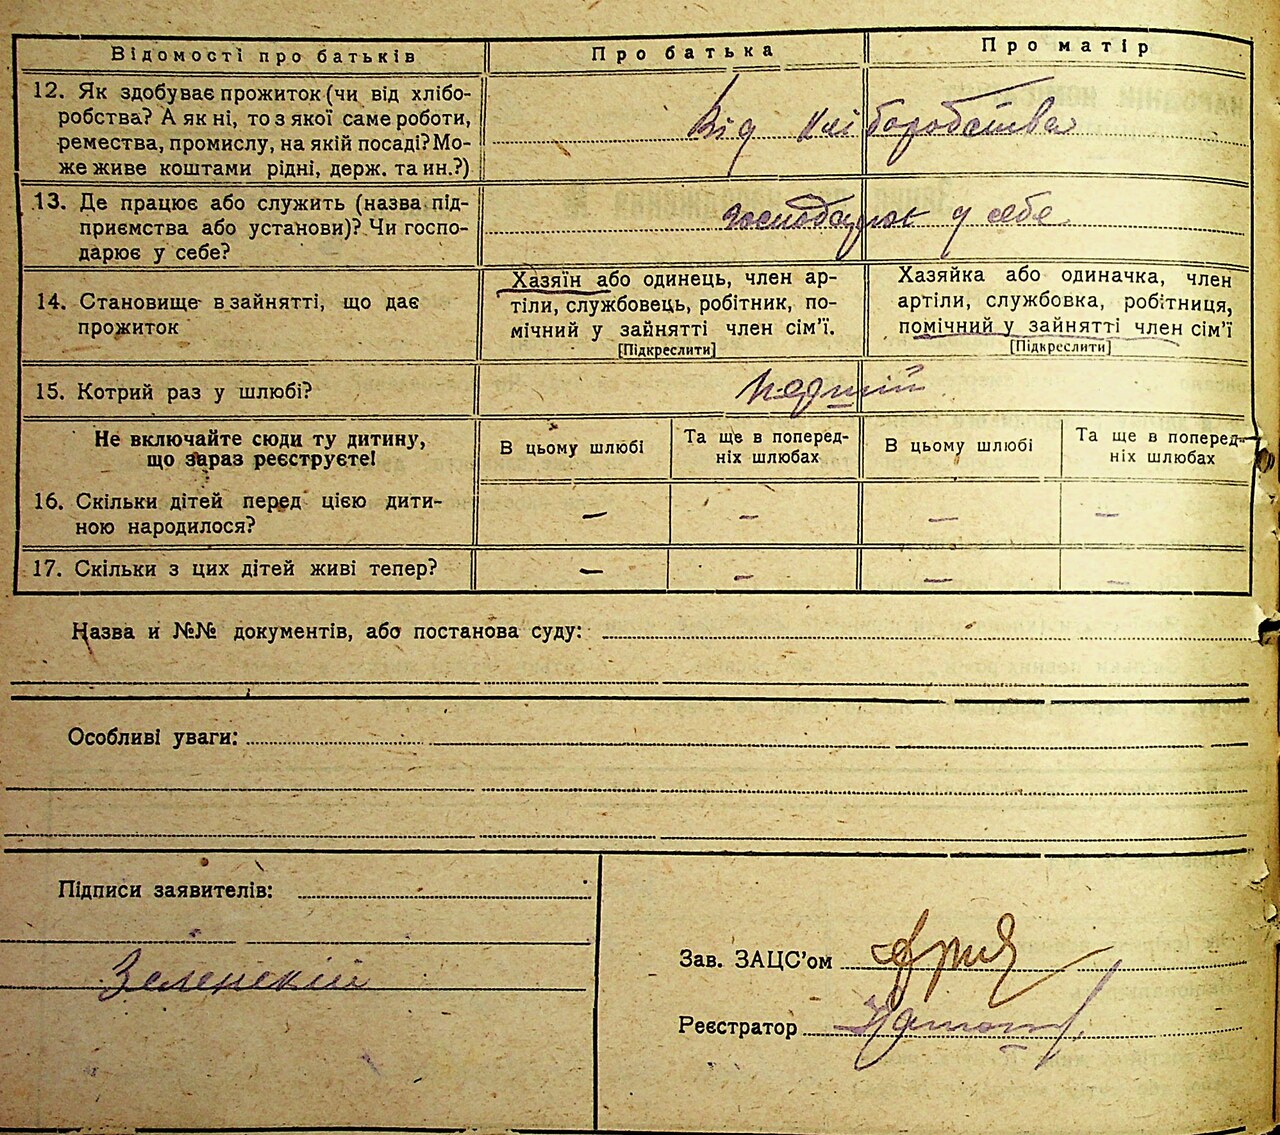 Відомості про батьків
Про батька
Про матір
12. Як здобуває прожиток (чи від хлібо-
робства? А як ні, то з якої саме роботи,
ремества, промислу, на якій посаді? Мо-
же живе коштами рідні, держ. та ин.?)
Від хліборобства
13. Де працює або служить (назва під-
приємства або установи)? Чи госпо-
дарює у себе?
господарює у себе
14. Становище в зайнятті, що дає
прожиток
Хазяїн або одинець, член ар-
тіли, службовець, робітник, по-
мічний у зайнятті член сім’ї.
[Підкреслити]
Хазяйка або одиначка, член
артіли, службовка, робітниця,
помічний у зайнятті член сім’ї
[Підкреслити]
15. Котрий раз у шлюбі?
Не включайте сюди ту дитину,
що зараз реєструєте!
В цьому шлюбі
Та ще в поперед-
ніх шлюбах
В цьому шлюбі
Та ще в поперед-
ніх шлюбах
16. Скільки дітей перед цією дити-
ною народилося?
— — — —
17. Скільки з цих дітей живі тепер?
— — — —
Назва и №№ документів, або постанова суду:
Особливі уваги:
Підписи заявителів:
Зеленский
Зав. ЗАЦС’ом
Реєстратор